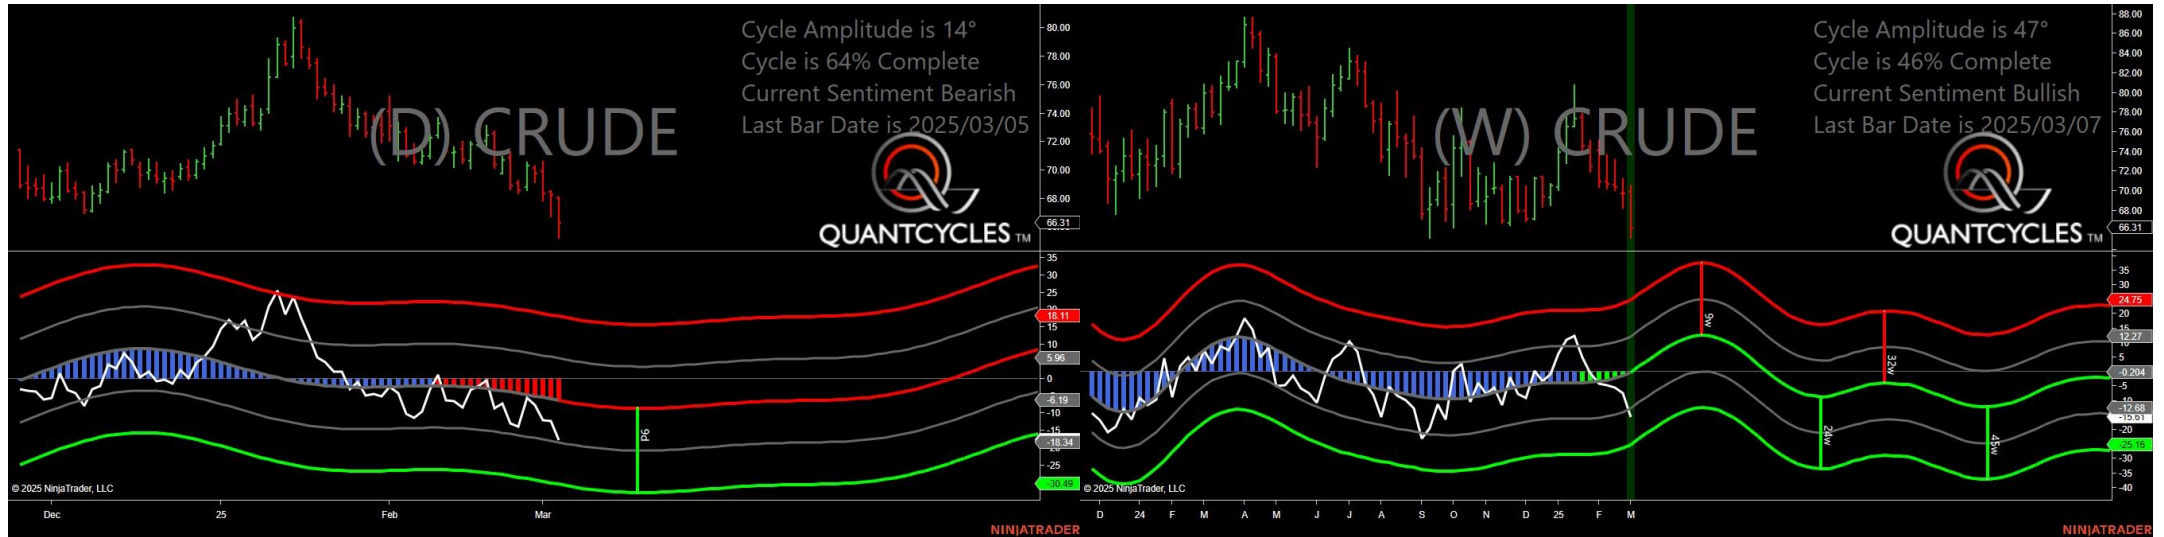 Cycle Amplitude is 14°
Cycle is 64% Complete
Current Sentiment Bearish
Last Bar Date is 2025/03/05
(D) CRUDE
QUANTCYCLES TM
80.00
78.00
76.00
74.00
72.00
70.00
68.00
66.31
35
30
25
18.11
15
10
5.96
0
-6.19
-10
-15
-18.34
-25
-30.49
9d
© 2025 NinjaTrader, LLC
Dec 25 Feb Mar
NINJATRADER
Cycle Amplitude is 47°
Cycle is 46% Complete
Current Sentiment Bullish
Last Bar Date is 2025/03/07
(W) CRUDE
QUANTCYCLES TM
88.00
86.00
84.00
82.00
80.00
78.00
76.00
74.00
72.00
70.00
68.00
66.31
35
24.75
20
15
12.27
5
-0.204
-5
-12.68
-20
-25.16
-30
-35
-40
9w
32w
24w
45w
© 2025 NinjaTrader, LLC
D 24 F M A M J J A S O N D 25 F M
NINJATRADER